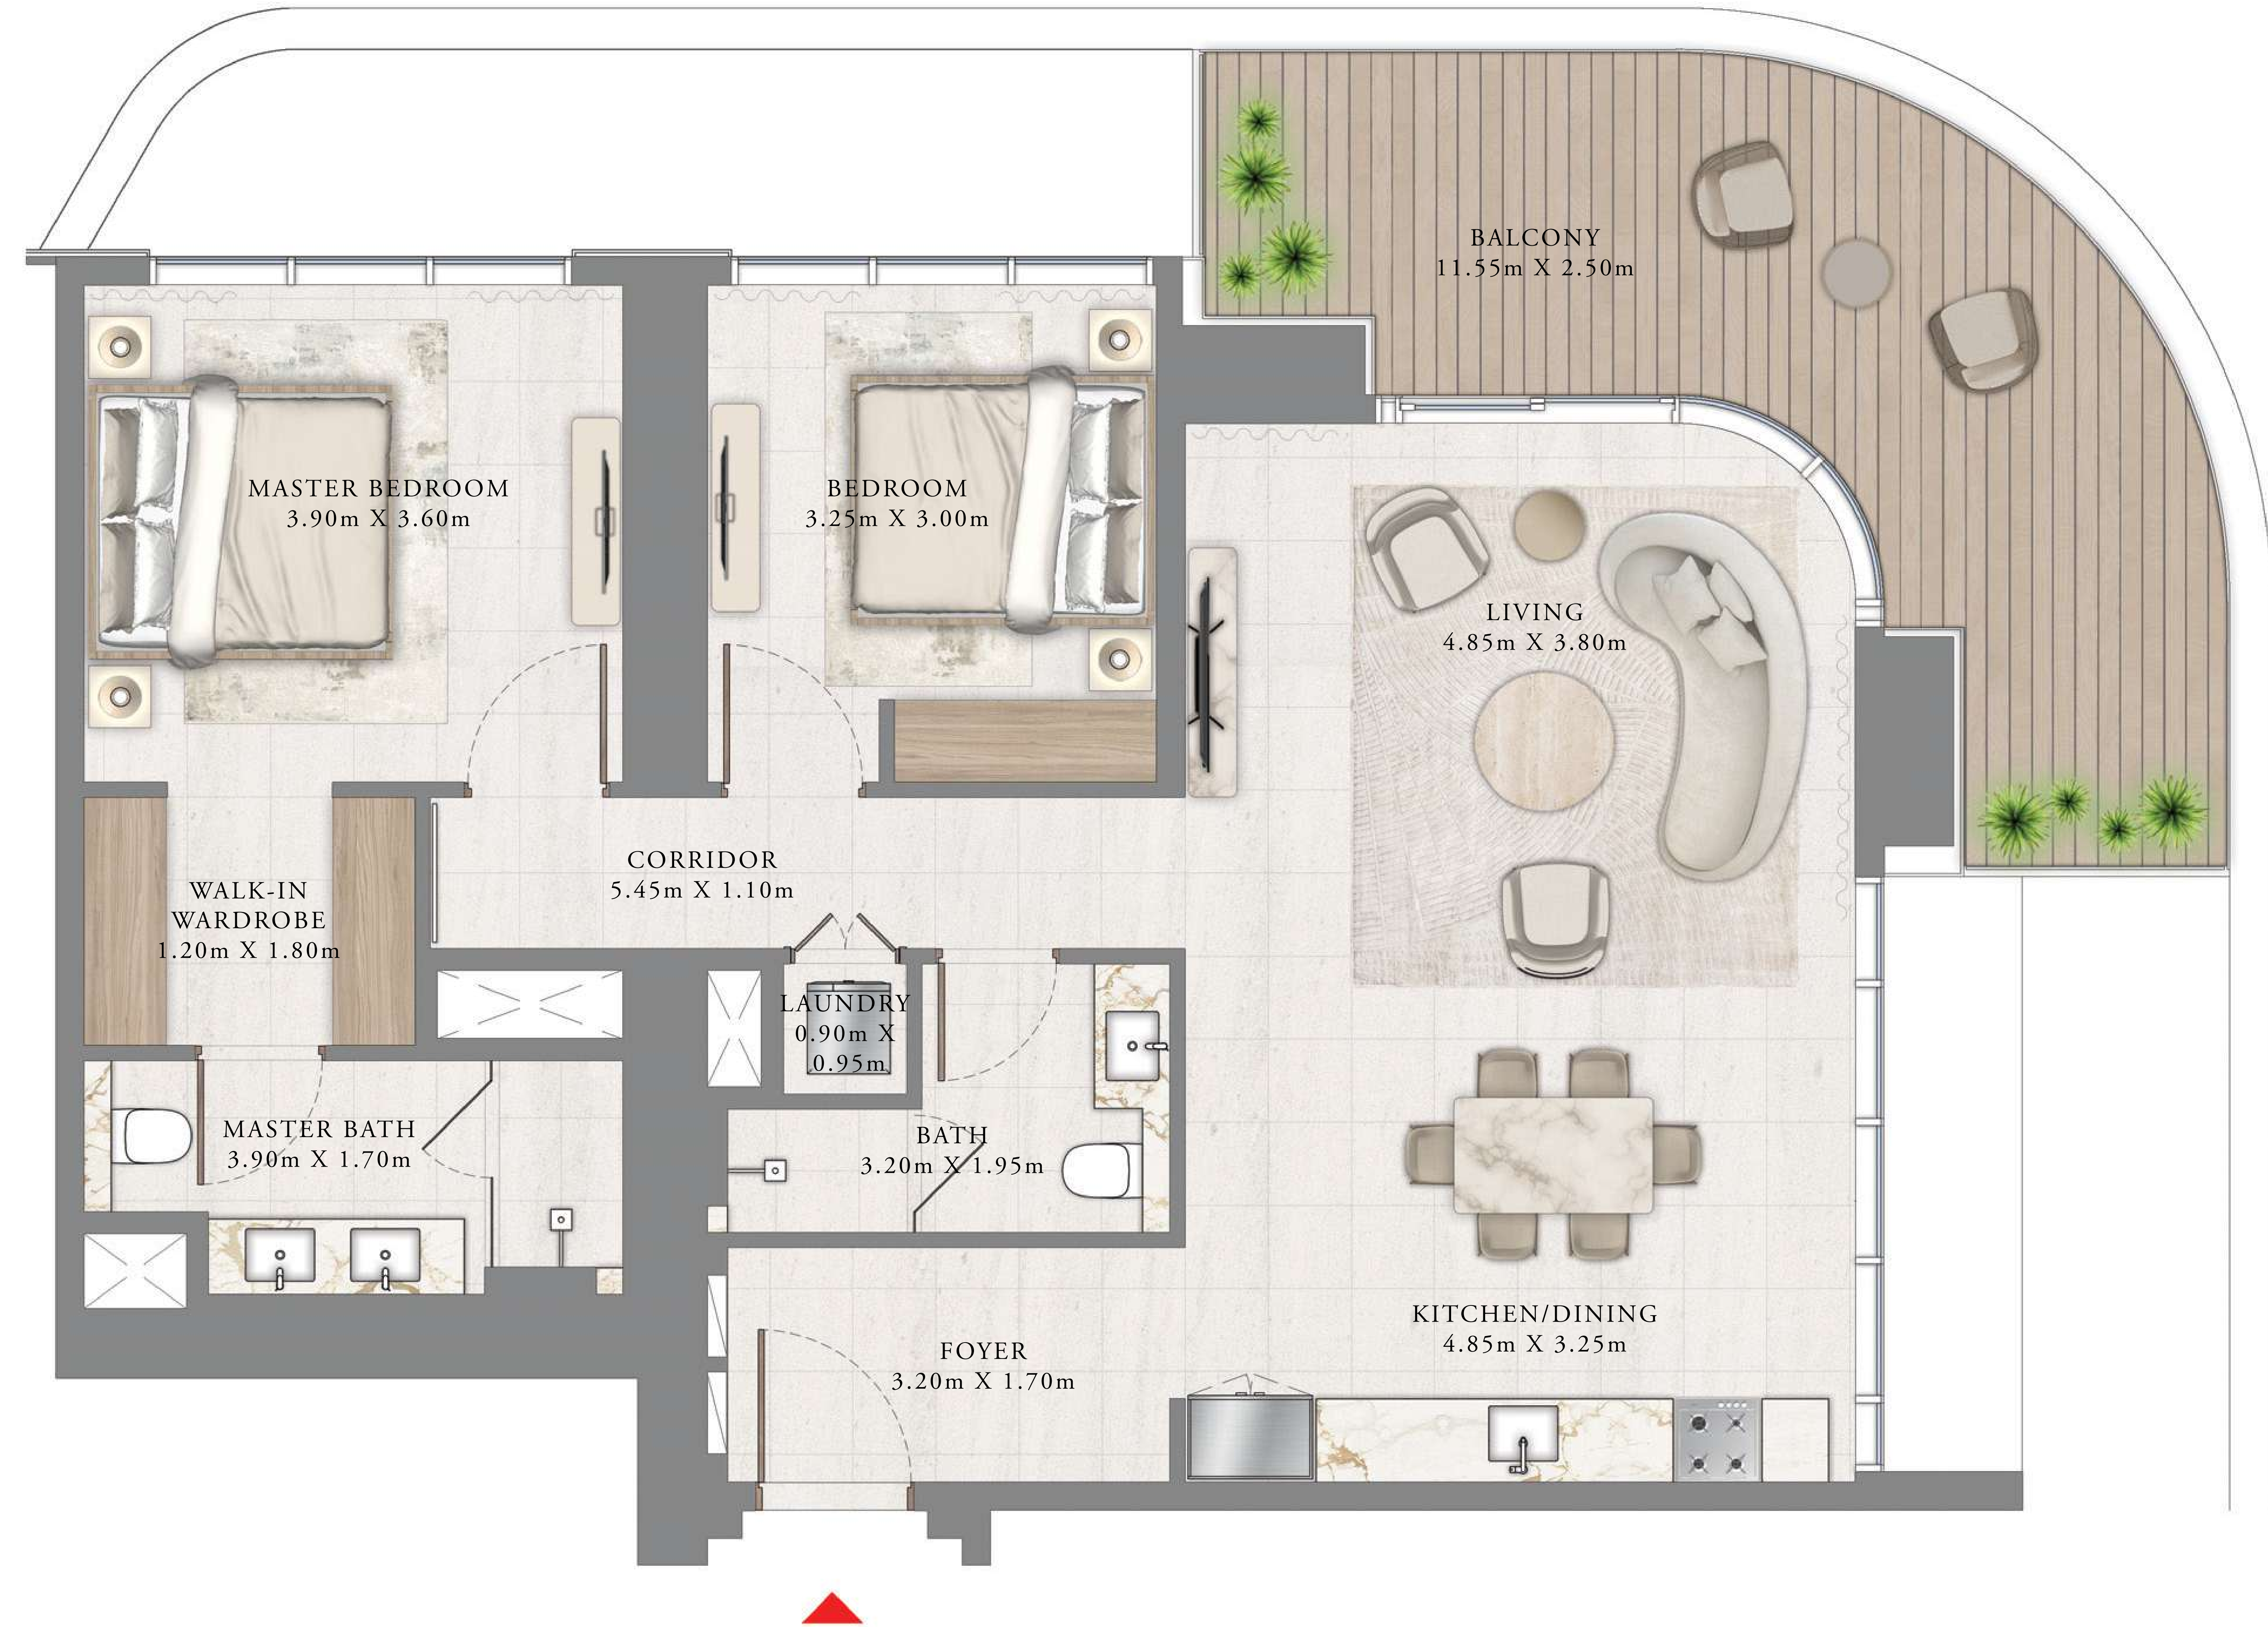 BALCONY
11.55m X 2.50m
MASTER BEDROOM
3.90m X 3.60m
BEDROOM
3.25m X 3.00m
LIVING
4.85m X 3.80m
CORRIDOR
5.45m X 1.10m
WALK-IN
WARDROBE
1.20m X 1.80m
LAUNDRY
0.90m X
0.95m
MASTER BATH
3.90m X 1.70m
BATH
3.20m X 1.95m
KITCHEN/DINING
4.85m X 3.25m
FOYER
3.20m X 1.70m